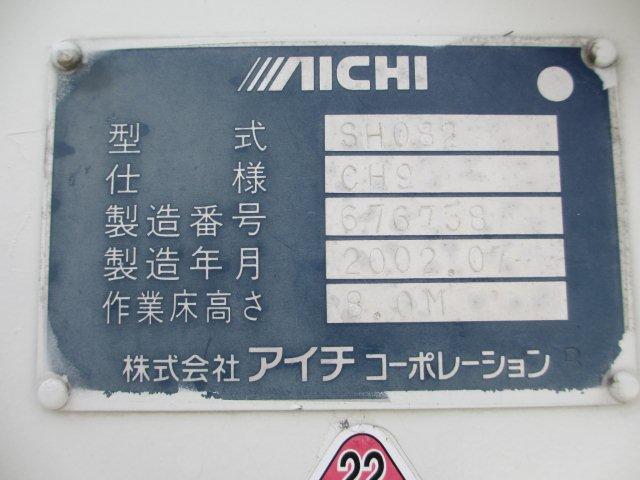 AICHI
型式 SH082
仕様 CH9
製造番号 676738
製造年月 2002.07
作業床高さ 8.0M
株式会社 アイチ コーポレーション B
22